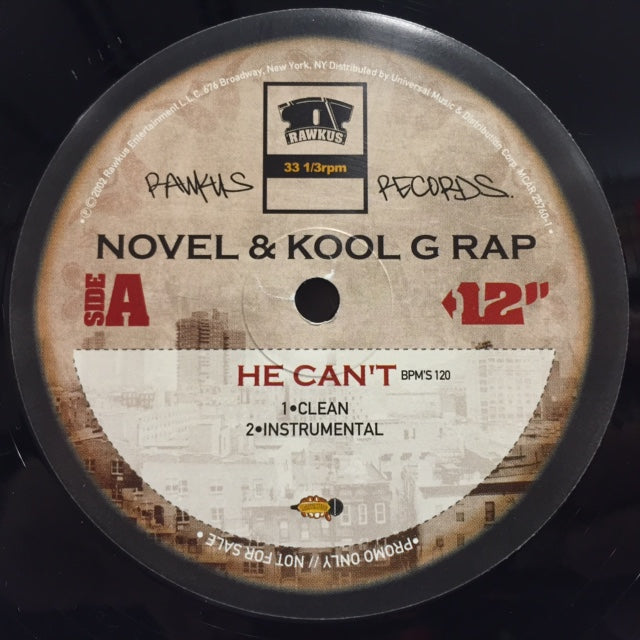 • ℗ © 2002 Rawkus Entertainment L.L.C. 676 Broadway, New York, NY Distributed by Universal Music & Distribution Corp.
RAWKUS
33 1/3rpm
RAWKUS RECORDS.
NOVEL & KOOL G RAP
SIDE A
12"
HE CAN'T BPM'S 120
1•CLEAN
2•INSTRUMENTAL
•PROMO ONLY // NOT FOR SALE •